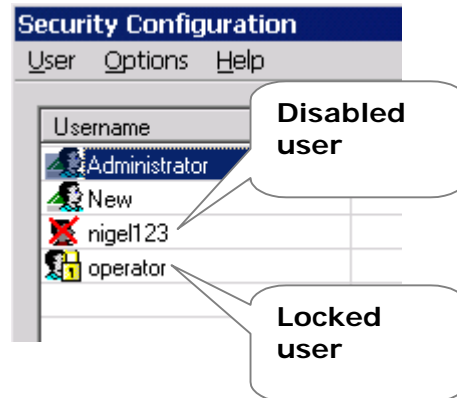 Security Configuration
User Options Help
Username
Administrator
New
nigel123
operator
Disabled
user
Locked
user